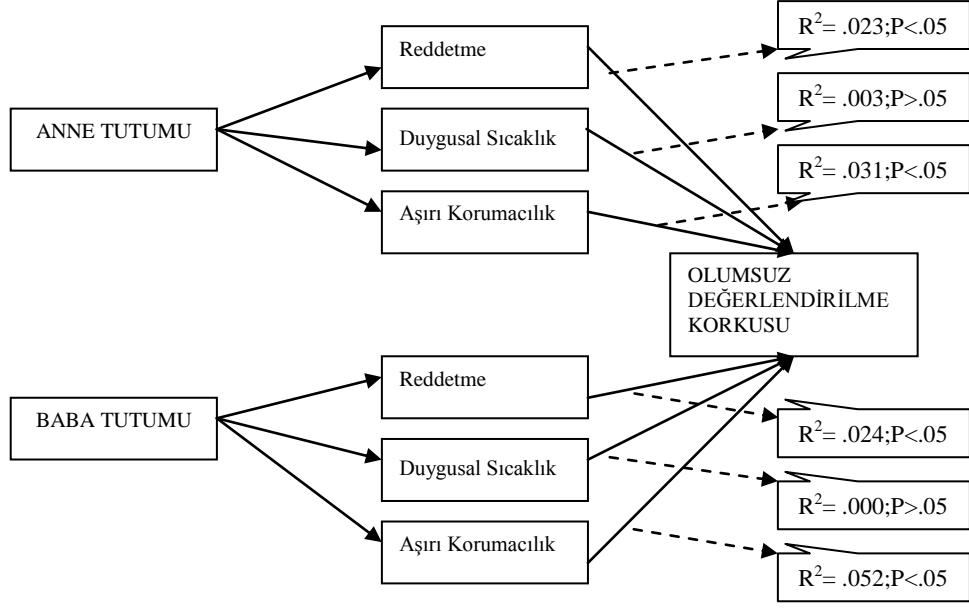 R²= .023;P<.05
Reddetme
R²= .003;P>.05
ANNE TUTUMU
Duygusal Sıcaklık
R²= .031;P<.05
Aşırı Korumacılık
OLUMSUZ
DEĞERLENDİRİLME
KORKUSU
Reddetme
BABA TUTUMU
R²= .024;P<.05
Duygusal Sıcaklık
R²= .000;P>.05
Aşırı Korumacılık
R²= .052;P<.05